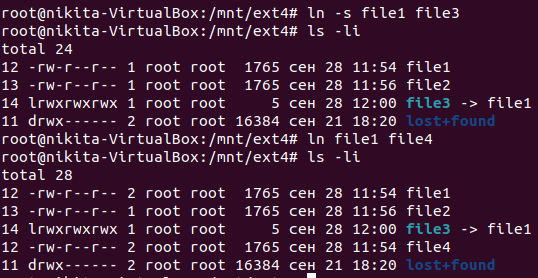 root@nikita-VirtualBox:/mnt/ext4# ln -s file1 file3
root@nikita-VirtualBox:/mnt/ext4# ls -li
total 24
12 -rw-r--r-- 1 root root  1765 сен 28 11:54 file1
13 -rw-r--r-- 1 root root  1765 сен 28 11:56 file2
14 lrwxrwxrwx 1 root root     5 сен 28 12:00 file3 -> file1
11 drwx------ 2 root root 16384 сен 21 18:20 lost+found
root@nikita-VirtualBox:/mnt/ext4# ln file1 file4
root@nikita-VirtualBox:/mnt/ext4# ls -li
total 28
12 -rw-r--r-- 2 root root  1765 сен 28 11:54 file1
13 -rw-r--r-- 1 root root  1765 сен 28 11:56 file2
14 lrwxrwxrwx 1 root root     5 сен 28 12:00 file3 -> file1
12 -rw-r--r-- 2 root root  1765 сен 28 11:54 file4
11 drwx------ 2 root root 16384 сен 21 18:20 lost+found